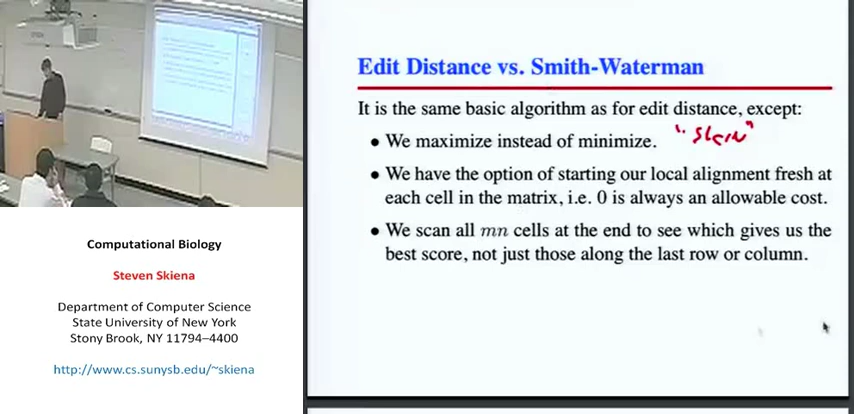 Computational Biology
Steven Skiena
Department of Computer Science
State University of New York
Stony Brook, NY 11794–4400
http://www.cs.sunysb.edu/~skiena
Edit Distance vs. Smith-Waterman
It is the same basic algorithm as for edit distance, except:
• We maximize instead of minimize.
• We have the option of starting our local alignment fresh at
each cell in the matrix, i.e. 0 is always an allowable cost.
• We scan all mn cells at the end to see which gives us the
best score, not just those along the last row or column.